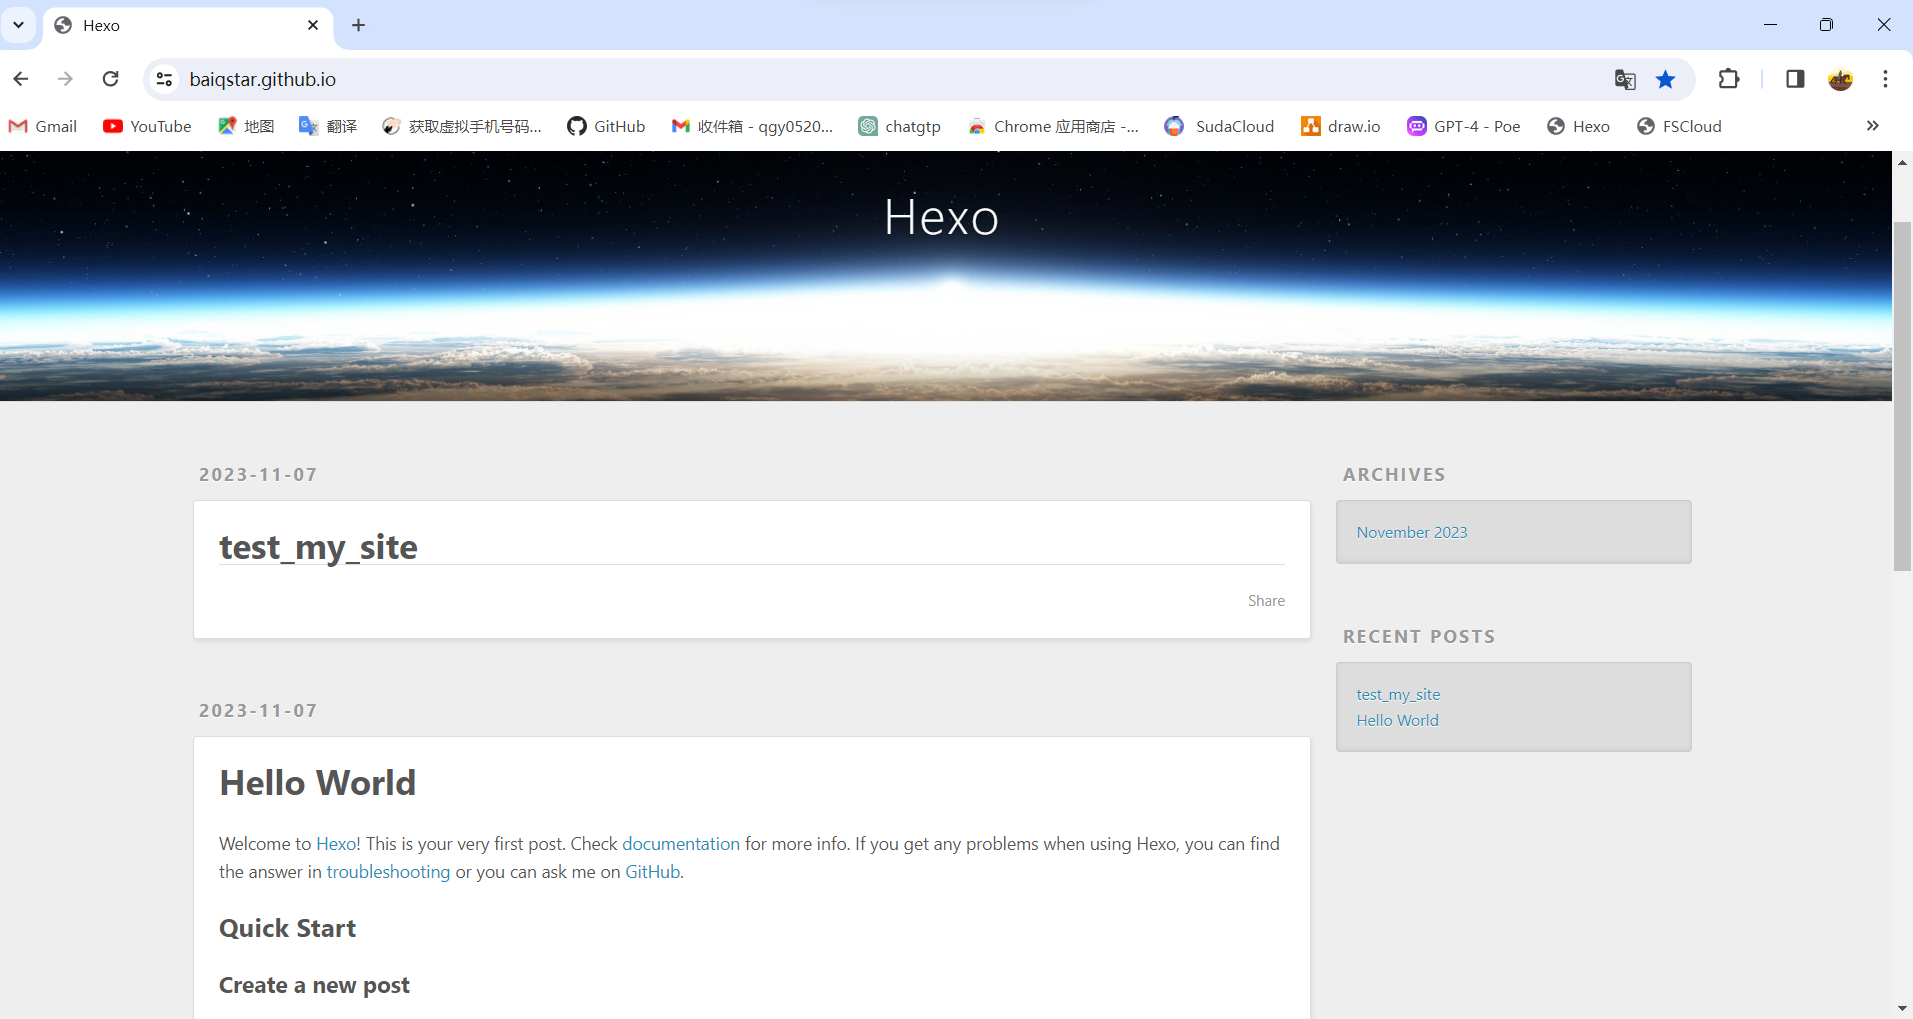 Hexo
baiqstar.github.io
Gmail
YouTube
地图
翻译
获取虚拟手机号码...
GitHub
收件箱 - qgy0520...
chatgtp
Chrome 应用商店 -...
SudaCloud
draw.io
GPT-4 - Poe
Hexo
FSCloud
Hexo
2023-11-07
test_my_site
Share
2023-11-07
Hello World
Welcome to Hexo! This is your very first post. Check documentation for more info. If you get any problems when using Hexo, you can find
the answer in troubleshooting or you can ask me on GitHub.
Quick Start
Create a new post
ARCHIVES
November 2023
RECENT POSTS
test_my_site
Hello World